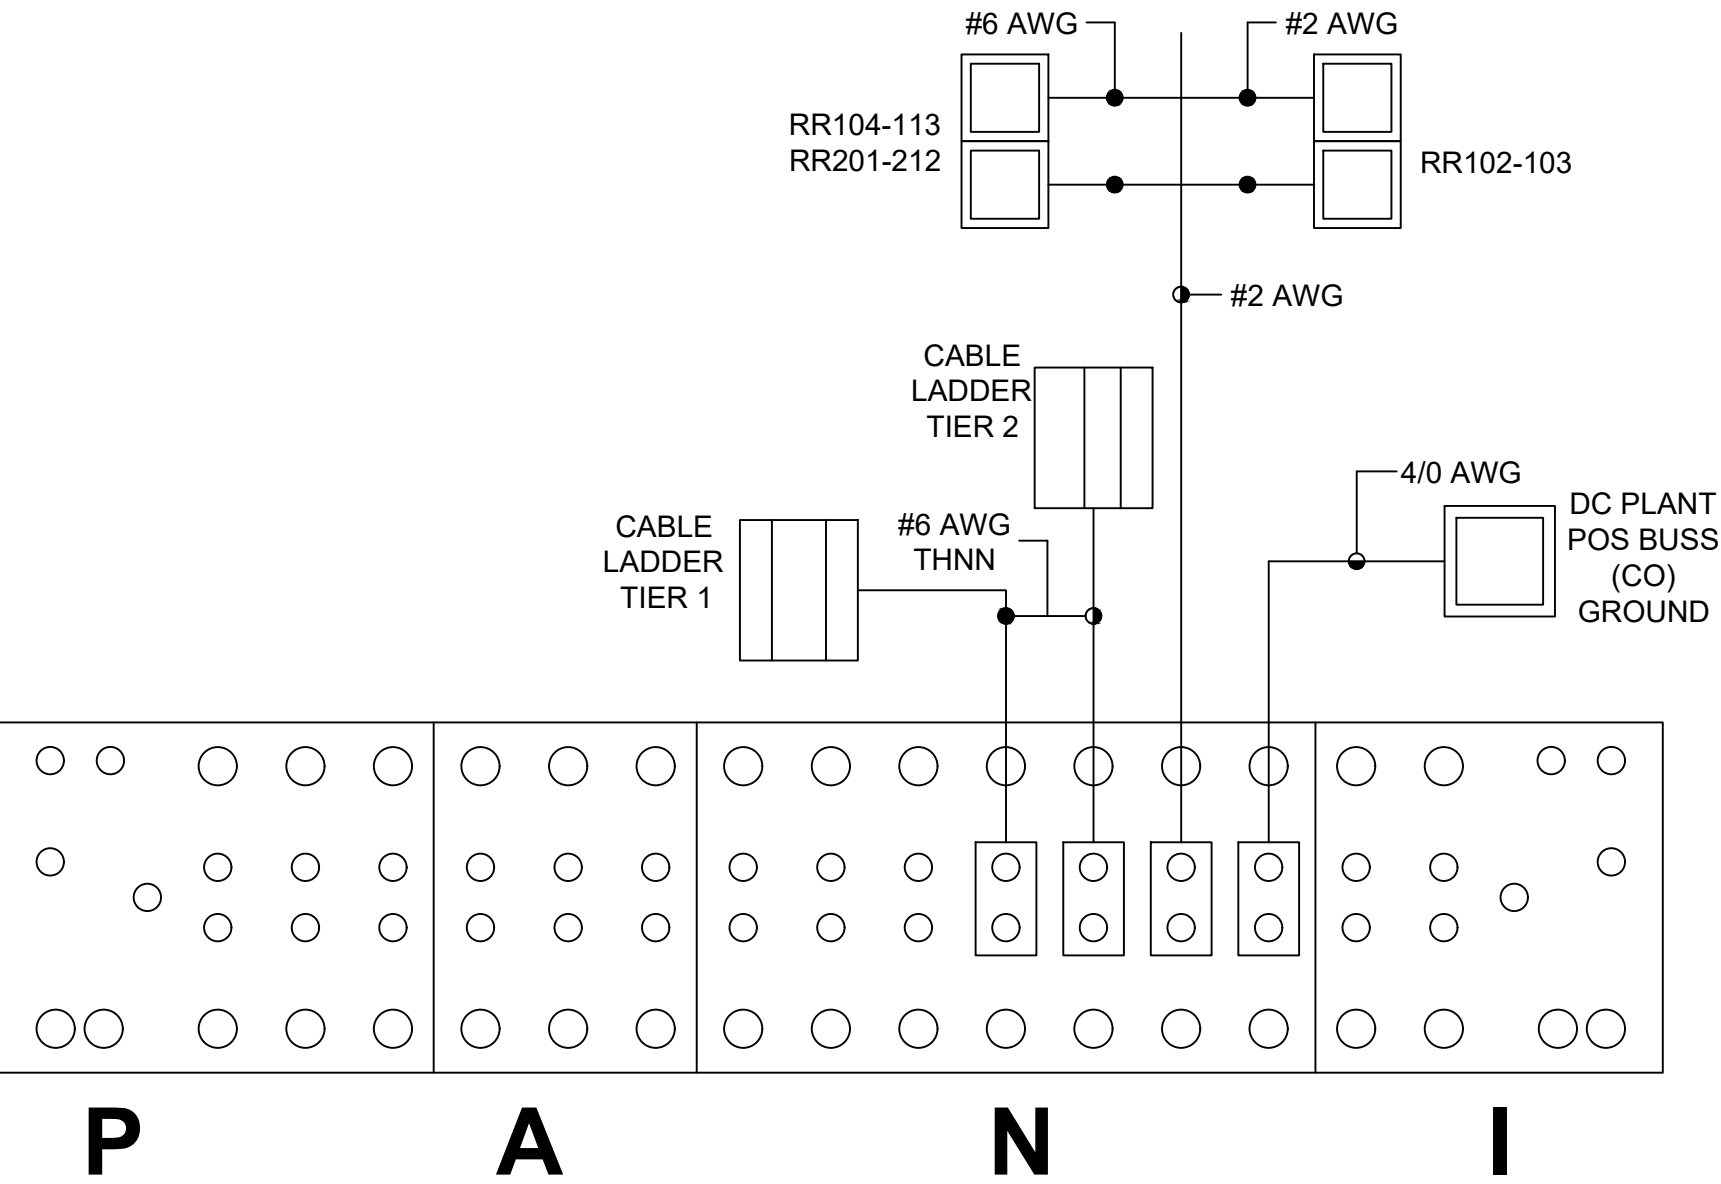 #6 AWG
#2 AWG
RR104-113
RR201-212
RR102-103
#2 AWG
CABLE
LADDER
TIER 2
4/0 AWG
DC PLANT
POS BUSS
(CO)
GROUND
CABLE
LADDER
TIER 1
#6 AWG
THNN
P A N I